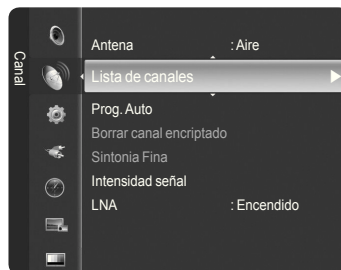 Canal
Antena : Aire
Lista de canales
Prog. Auto
Borrar canal encriptado
Sintonia Fina
Intensidad señal
LNA : Encendido